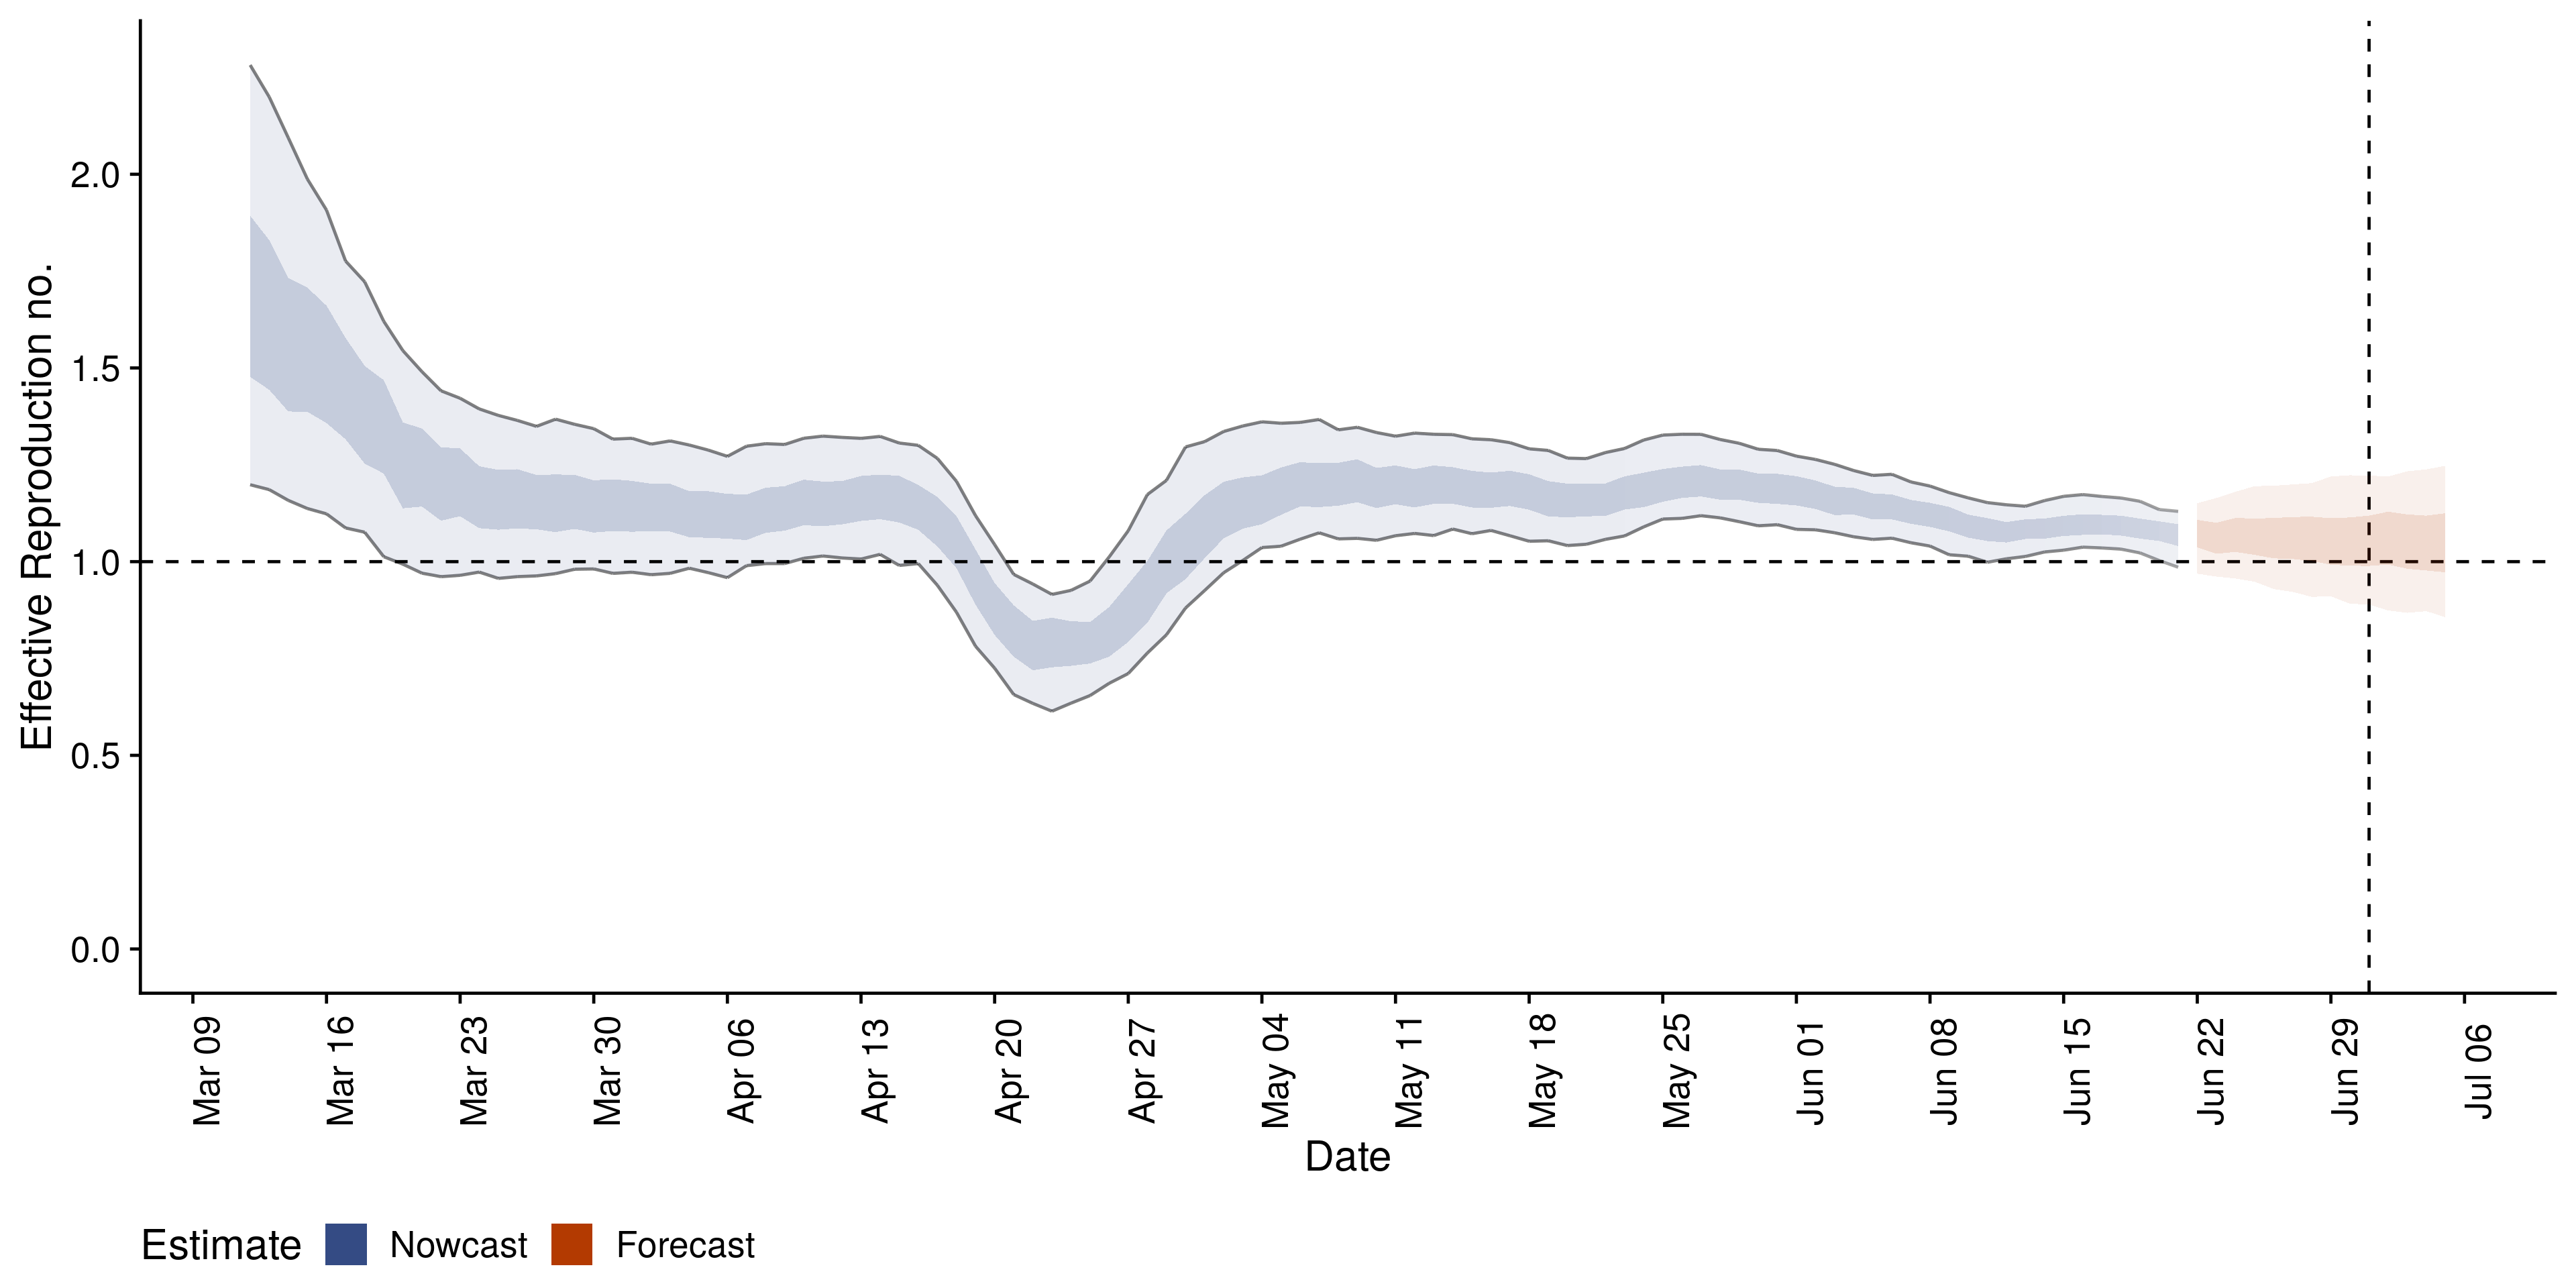 Effective Reproduction no.
2.0
1.5
1.0
0.5
0.0
Mar 09
Mar 16
Mar 23
Mar 30
Apr 06
Apr 13
Apr 20
Apr 27
May 04
May 11
May 18
May 25
Jun 01
Jun 08
Jun 15
Jun 22
Jun 29
Jul 06
Date
Estimate Nowcast Forecast